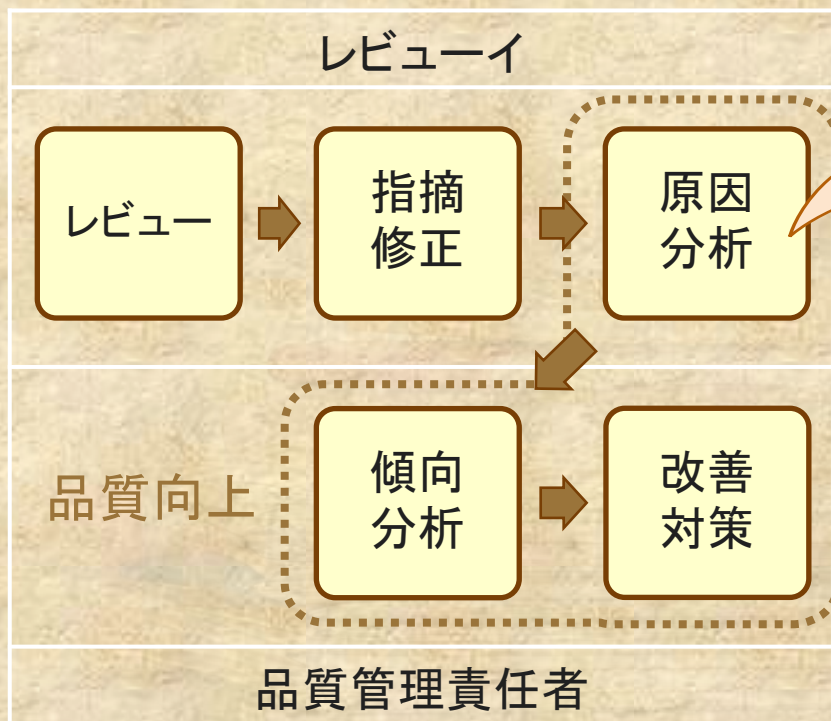 レビューイ
レビュー
指摘
修正
原因
分析
品質向上
傾向
分析
改善
対策
品質管理責任者